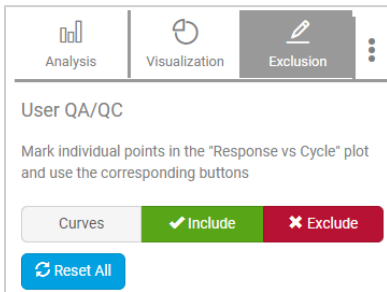 Analysis Visualization Exclusion
User QA/QC
Mark individual points in the "Response vs Cycle" plot
and use the corresponding buttons
Curves Include Exclude
Reset All